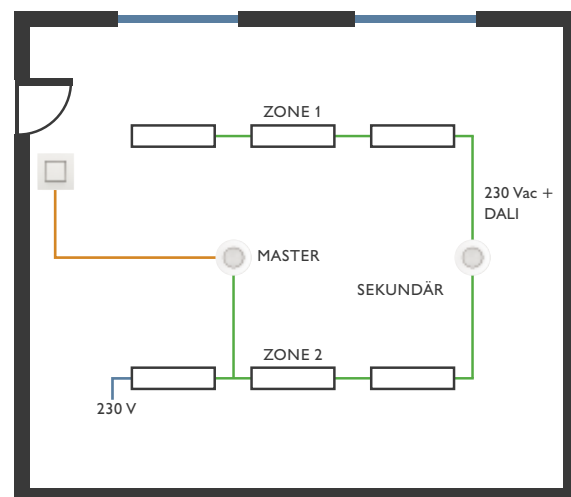 ZONE 1
230 Vac +
DALI
MASTER
SEKUNDÄR
ZONE 2
230 V